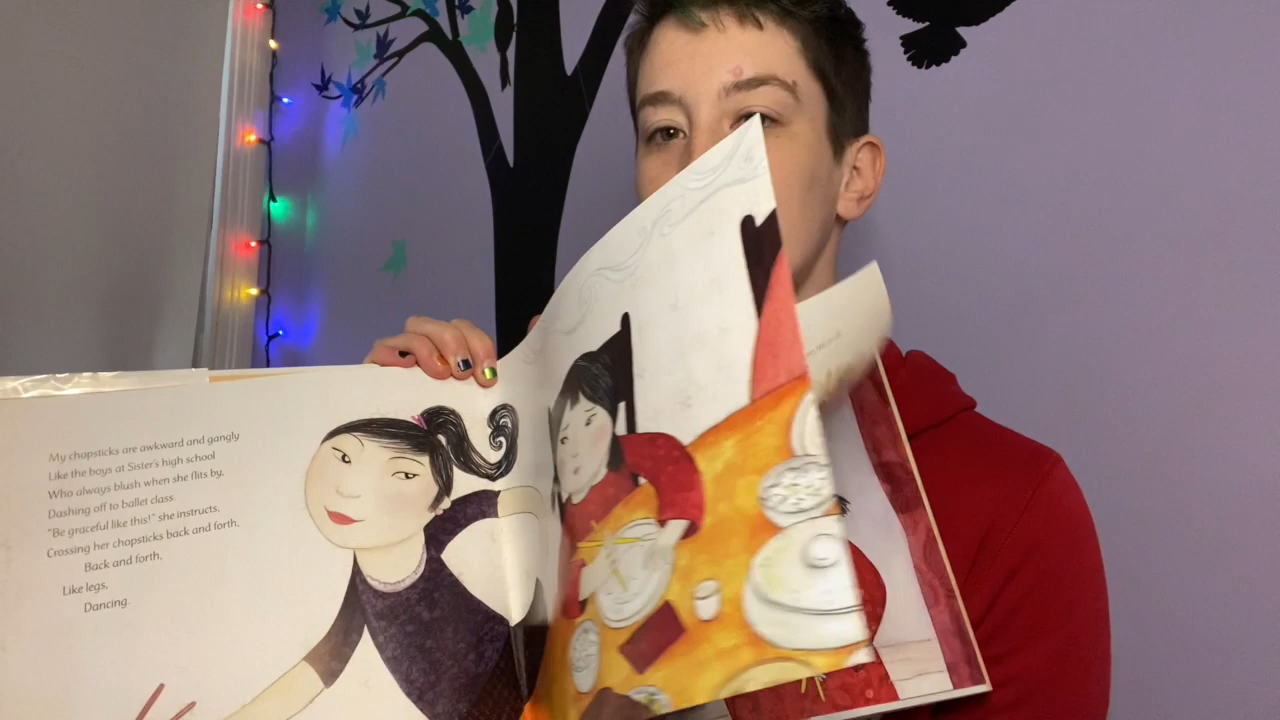 My chopsticks are awkward and gangly
Like the boys at Sister's high school
Who always blush when she flits by,
Dashing off to ballet class.
"Be graceful like this!" she instructs,
Crossing her chopsticks back and forth,
Back and forth,
Like legs,
Dancing.